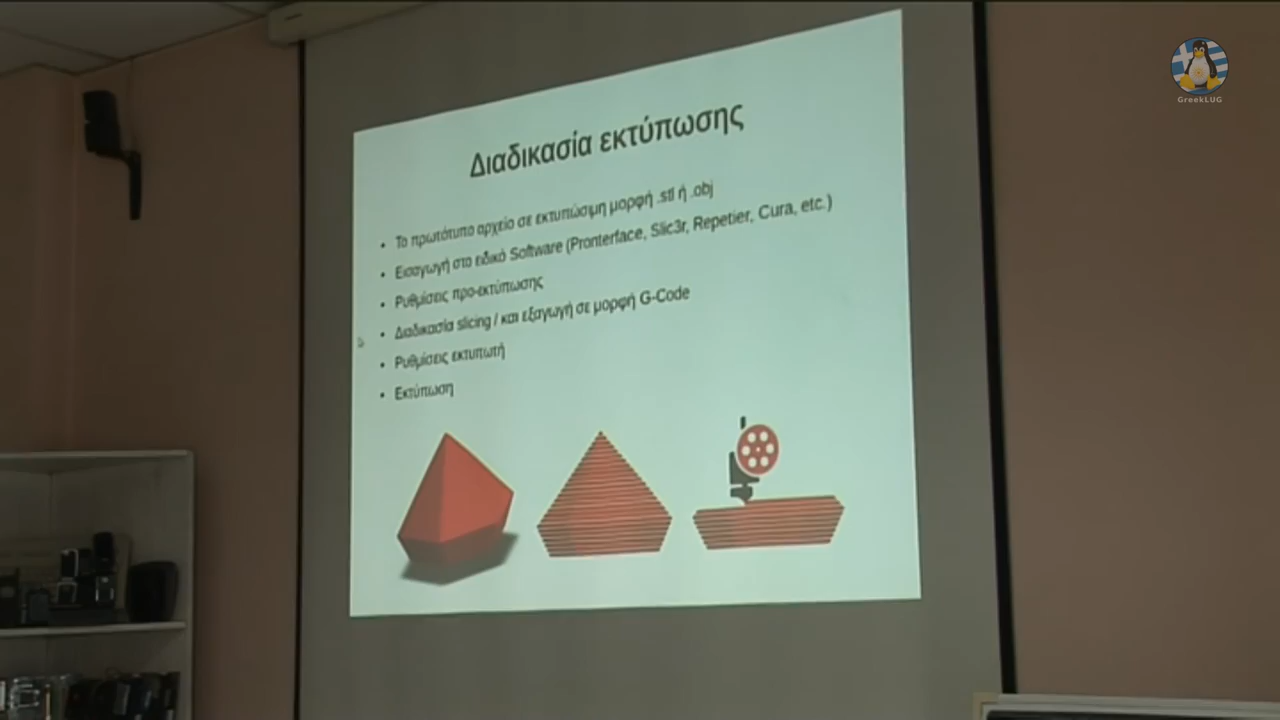 GreekLUG
Διαδικασία εκτύπωσης
• Το πρωτότυπο αρχείο σε εκτυπώσιμη μορφή .stl ή .obj
• Εισαγωγή στο ειδικό Software (Pronterface, Slic3r, Repetier, Cura, etc.)
• Ρυθμίσεις προ-εκτύπωσης
• Διαδικασία slicing / και εξαγωγή σε μορφή G-Code
• Ρυθμίσεις εκτυπωτή
• Εκτύπωση